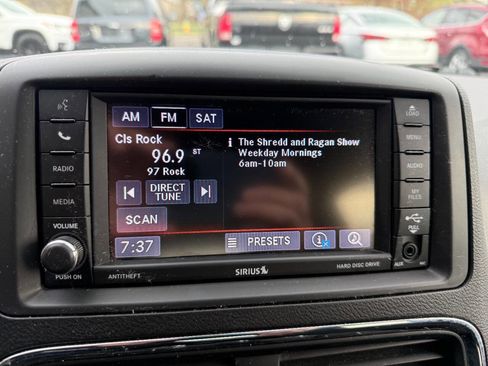 AM FM SAT
Cls Rock
96.9 ST
97 Rock
i The Shredd and Ragan Show
Weekday Mornings
6am-10am
DIRECT
TUNE
SCAN
7:37
PRESETS
RADIO
MEDIA
VOLUME
PUSH ON
ANTITHEFT
SIRIUS
HARD DISC DRIVE
LOAD
MENU
AUDIO
MY
FILES
PULL
AUX